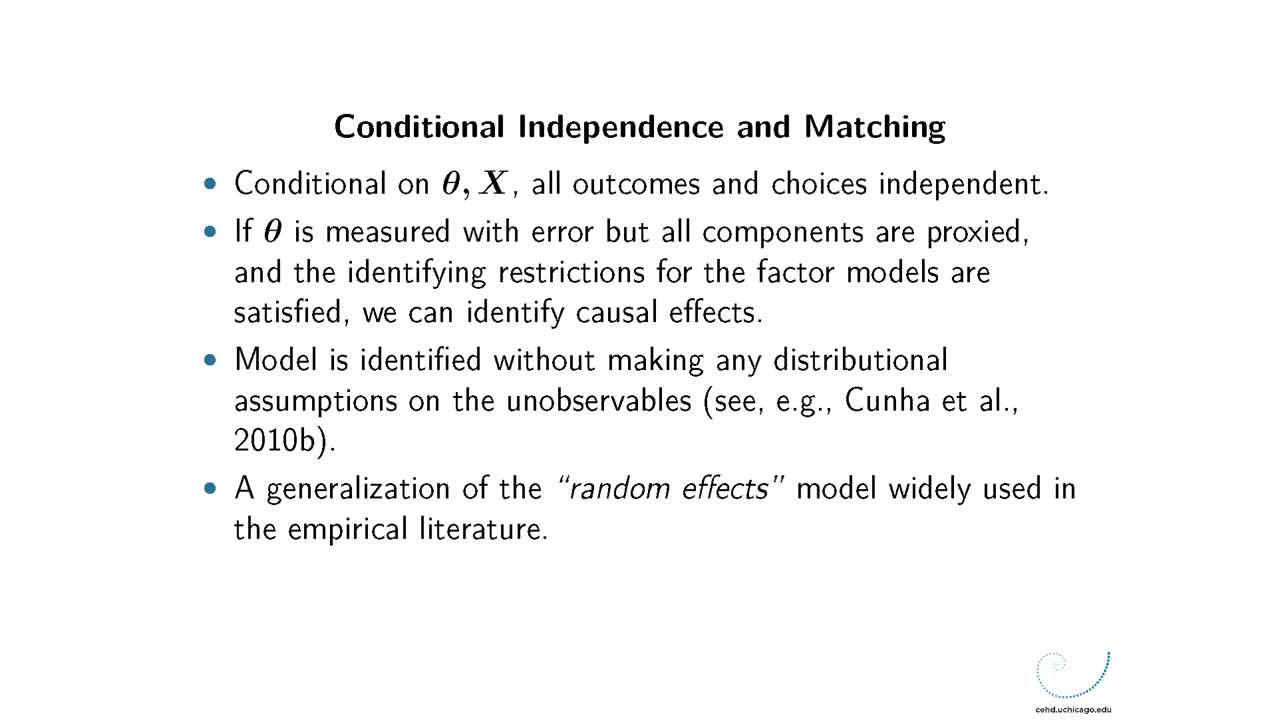 Conditional Independence and Matching
• Conditional on θ, X, all outcomes and choices independent.
• If θ is measured with error but all components are proxied,
and the identifying restrictions for the factor models are
satisfied, we can identify causal effects.
• Model is identified without making any distributional
assumptions on the unobservables (see, e.g., Cunha et al.,
2010b).
• A generalization of the “random effects” model widely used in
the empirical literature.
cehd.uchicago.edu